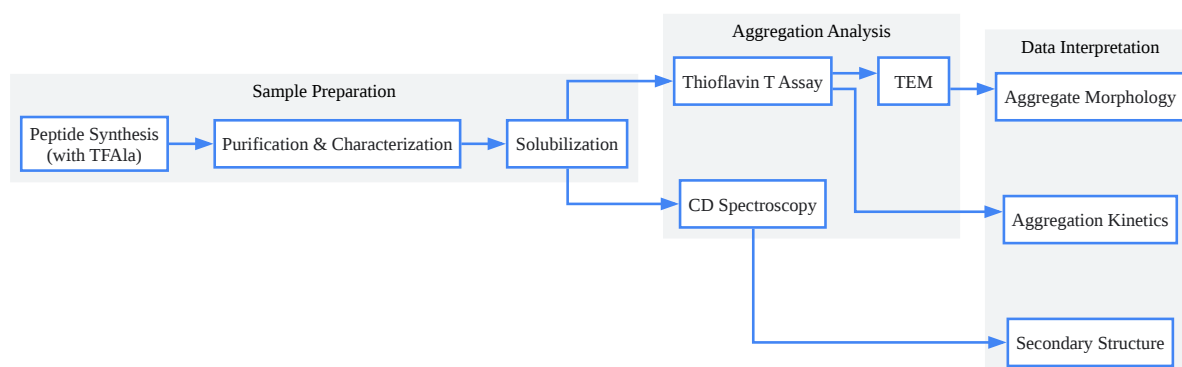 Sample Preparation
Peptide Synthesis
(with TFAla)
Purification & Characterization
Solubilization
Aggregation Analysis
Thioflavin T Assay
TEM
CD Spectroscopy
Data Interpretation
Aggregate Morphology
Aggregation Kinetics
Secondary Structure